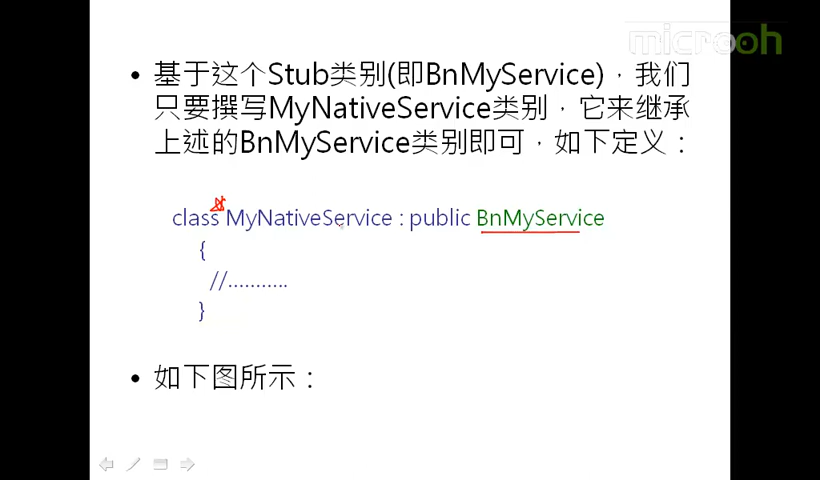 microoh
• 基于这个Stub类别(即BnMyService)，我们
只要撰写MyNativeService类别，它来继承
上述的BnMyService类别即可，如下定义：
class MyNativeService : public BnMyService
{
//...........
}
• 如下图所示：